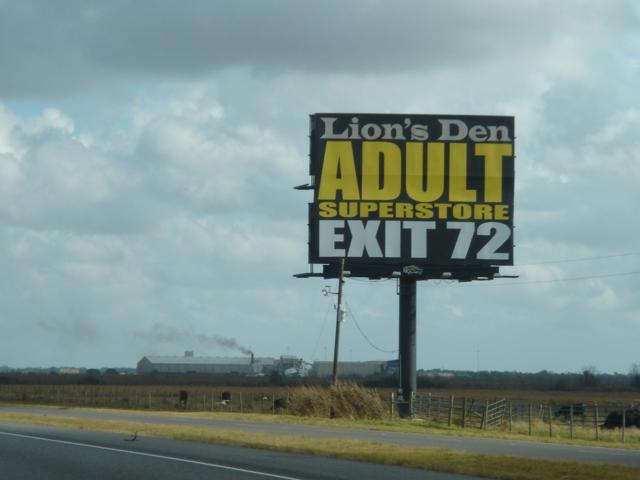 Lion's Den
ADULT
SUPERSTORE
EXIT 72